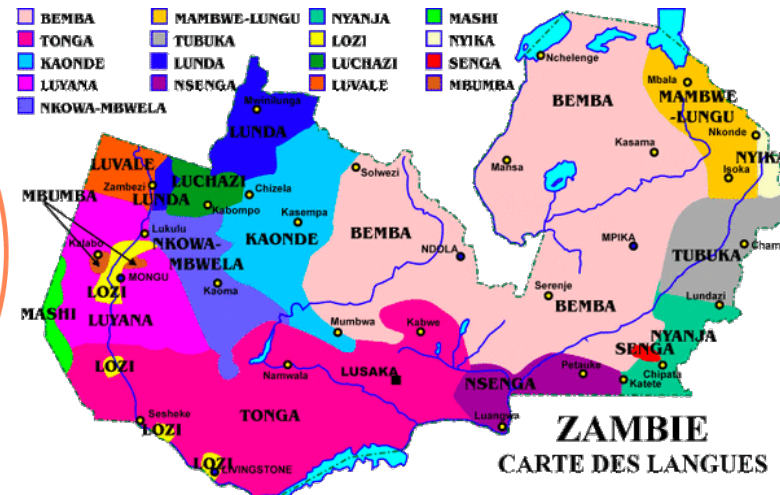 BEMBA
MAMBWE-LUNGU
NYANJA
MASHI
TONGA
TUBUKA
LOZI
NYIKA
KAONDE
LUNDA
LUCHAZI
SENGA
LUYANA
NSENGA
LUVALE
MBUMBA
NKOWA-MBWELA
Nchelenge
Mbala
BEMBA
MAMBWE
-LUNGU
Mwinilunga
Nkonde
LUNDA
Kasama
NYIKA
LUVALE
Mansa
Isoka
Solwezi
LUCHAZI
Zambezi
Chizela
MBUMBA
LUNDA
Kabompo
Kasempa
Lukulu
BEMBA
KAONDE
NKOWA-
MBWELA
MPIKA
Cham
Kalabo
NDOLA
TUBUKA
MONGU
LOZI
Kaoma
Serenje
BEMBA
Lundazi
MASHI
LUYANA
Mumbwa
Kabwe
NYANJA
SENGA
LOZI
Namwala
LUSAKA
Petauke
Chipata
NSENGA
Katete
Sesheke
TONGA
Luangwa
LOZI
LOZI
LIVINGSTONE
ZAMBIE
CARTE DES LANGUES